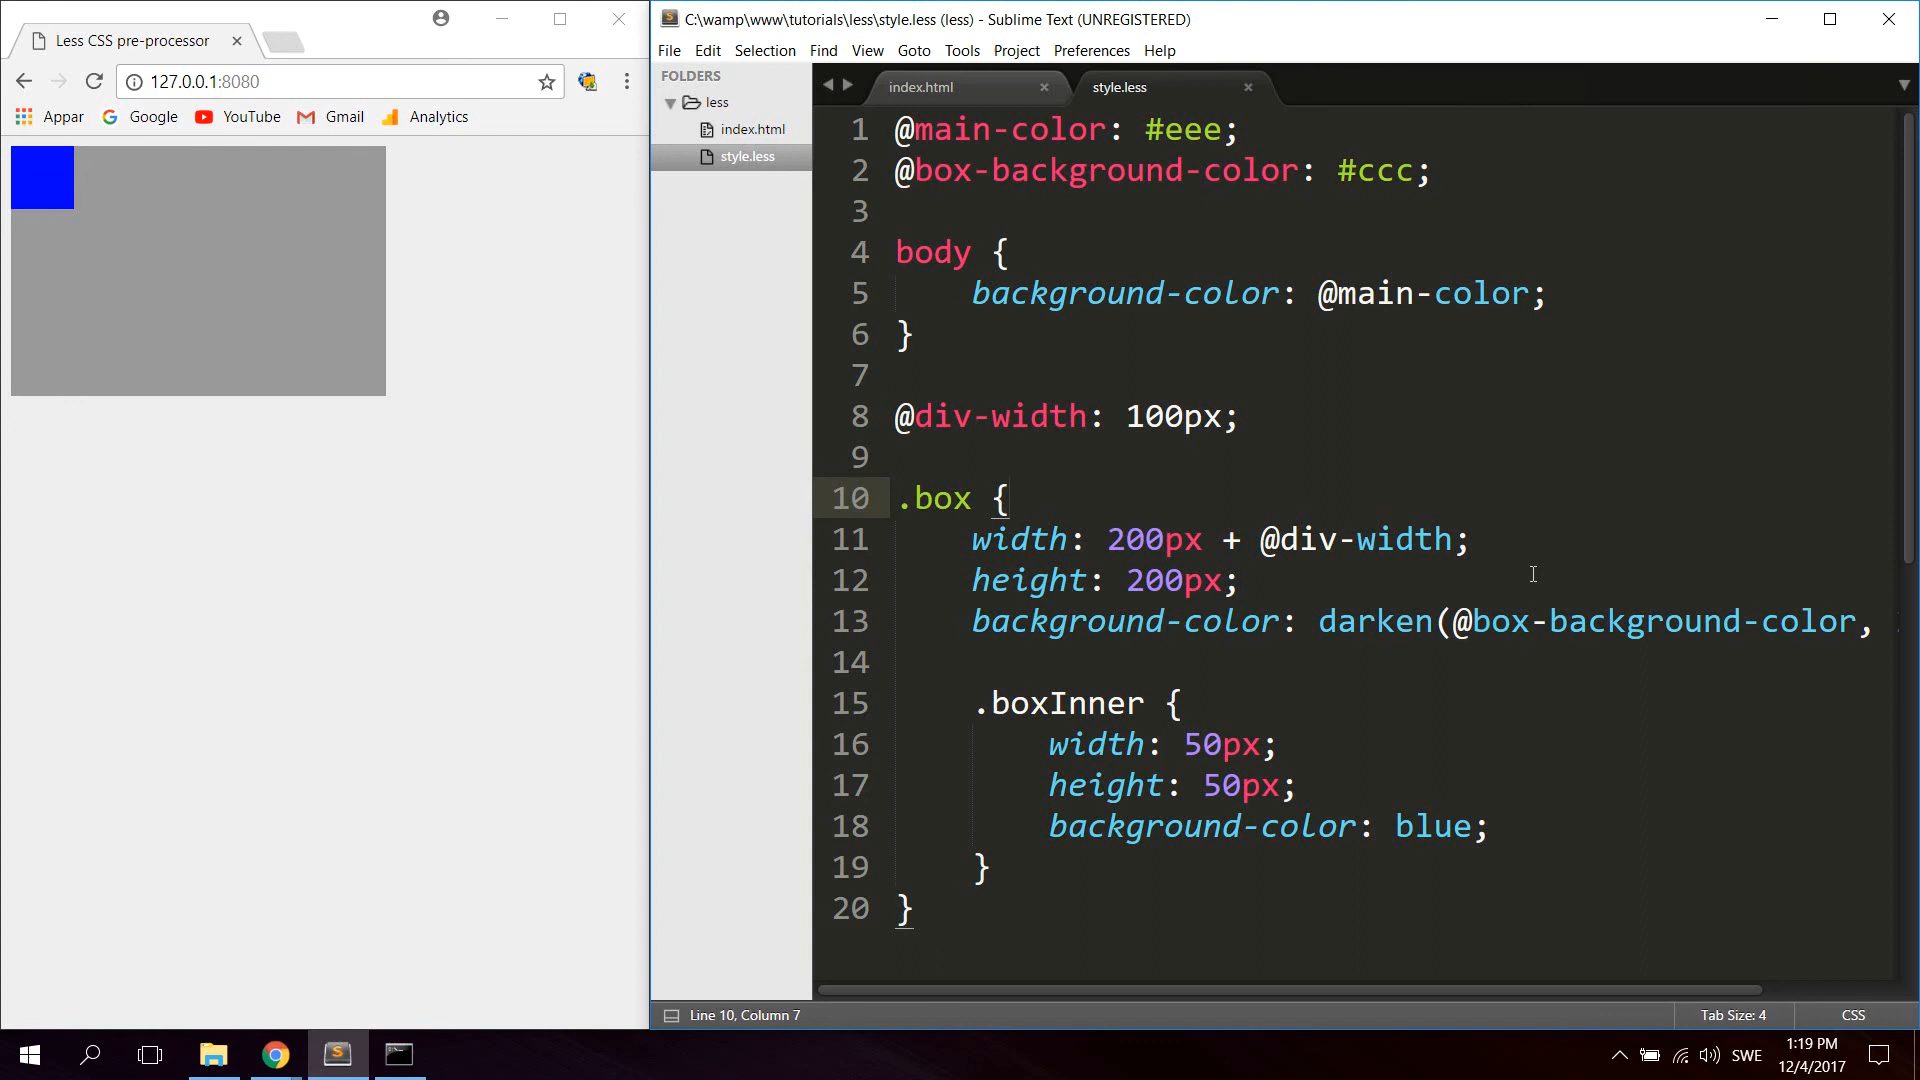 Less CSS pre-processor
127.0.0.1:8080
Appar
Google
YouTube
Gmail
Analytics
C:\wamp\www\tutorials\less\style.less (less) - Sublime Text (UNREGISTERED)
File Edit Selection Find View Goto Tools Project Preferences Help
FOLDERS
less
index.html
style.less
index.html
style.less
1 @main-color: #eee;
2 @box-background-color: #ccc;
3
4 body {
5 background-color: @main-color;
6 }
7
8 @div-width: 100px;
9
10 .box {
11 width: 200px + @div-width;
12 height: 200px;
13 background-color: darken(@box-background-color,
14
15 .boxInner {
16 width: 50px;
17 height: 50px;
18 background-color: blue;
19 }
20 }
Line 10, Column 7
Tab Size: 4
CSS
SWE
1:19 PM
12/4/2017